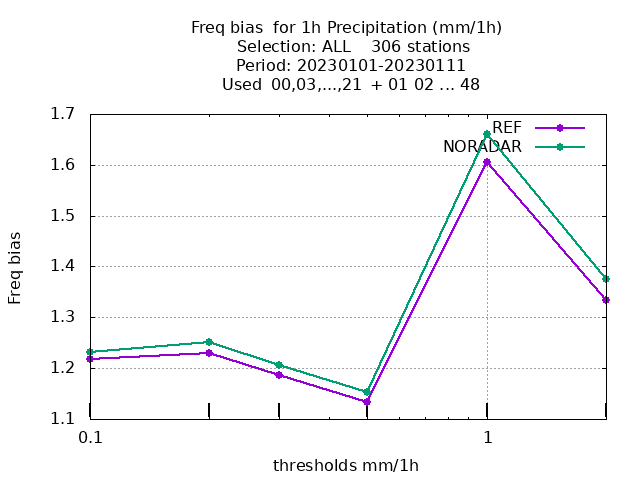 Freq bias  for 1h Precipitation (mm/1h)
Selection: ALL    306 stations
Period: 20230101-20230111
Used  00,03,...,21  + 01 02 ... 48
REF
NORADAR
1.7
1.6
1.5
1.4
1.3
1.2
1.1
Freq bias
0.1
1
thresholds mm/1h